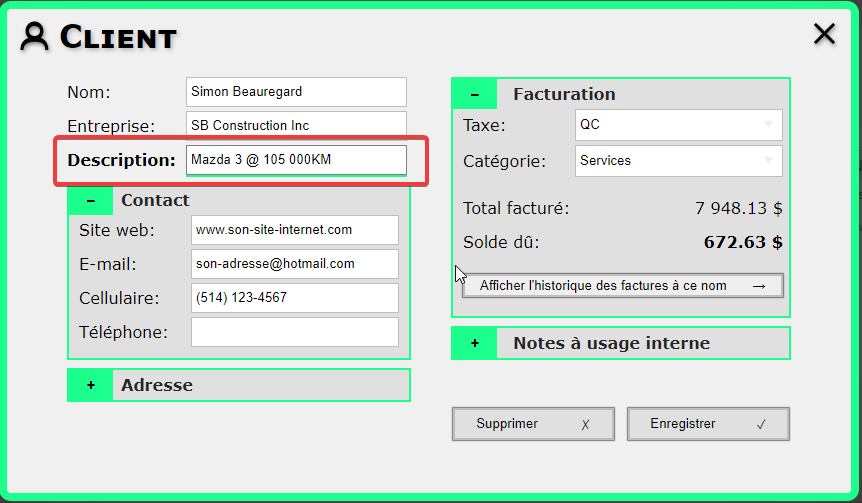 CLIENT
Nom: Simon Beauregard
Entreprise: SB Construction Inc
Description: Mazda 3 @ 105 000KM
- Contact
Site web: www.son-site-internet.com
E-mail: son-adresse@hotmail.com
Cellulaire: (514) 123-4567
Téléphone:
+ Adresse
- Facturation
Taxe: QC
Catégorie: Services
Total facturé: 7 948.13 $
Solde dû: 672.63 $
Afficher l'historique des factures à ce nom →
+ Notes à usage interne
Supprimer ✗
Enregistrer ✓